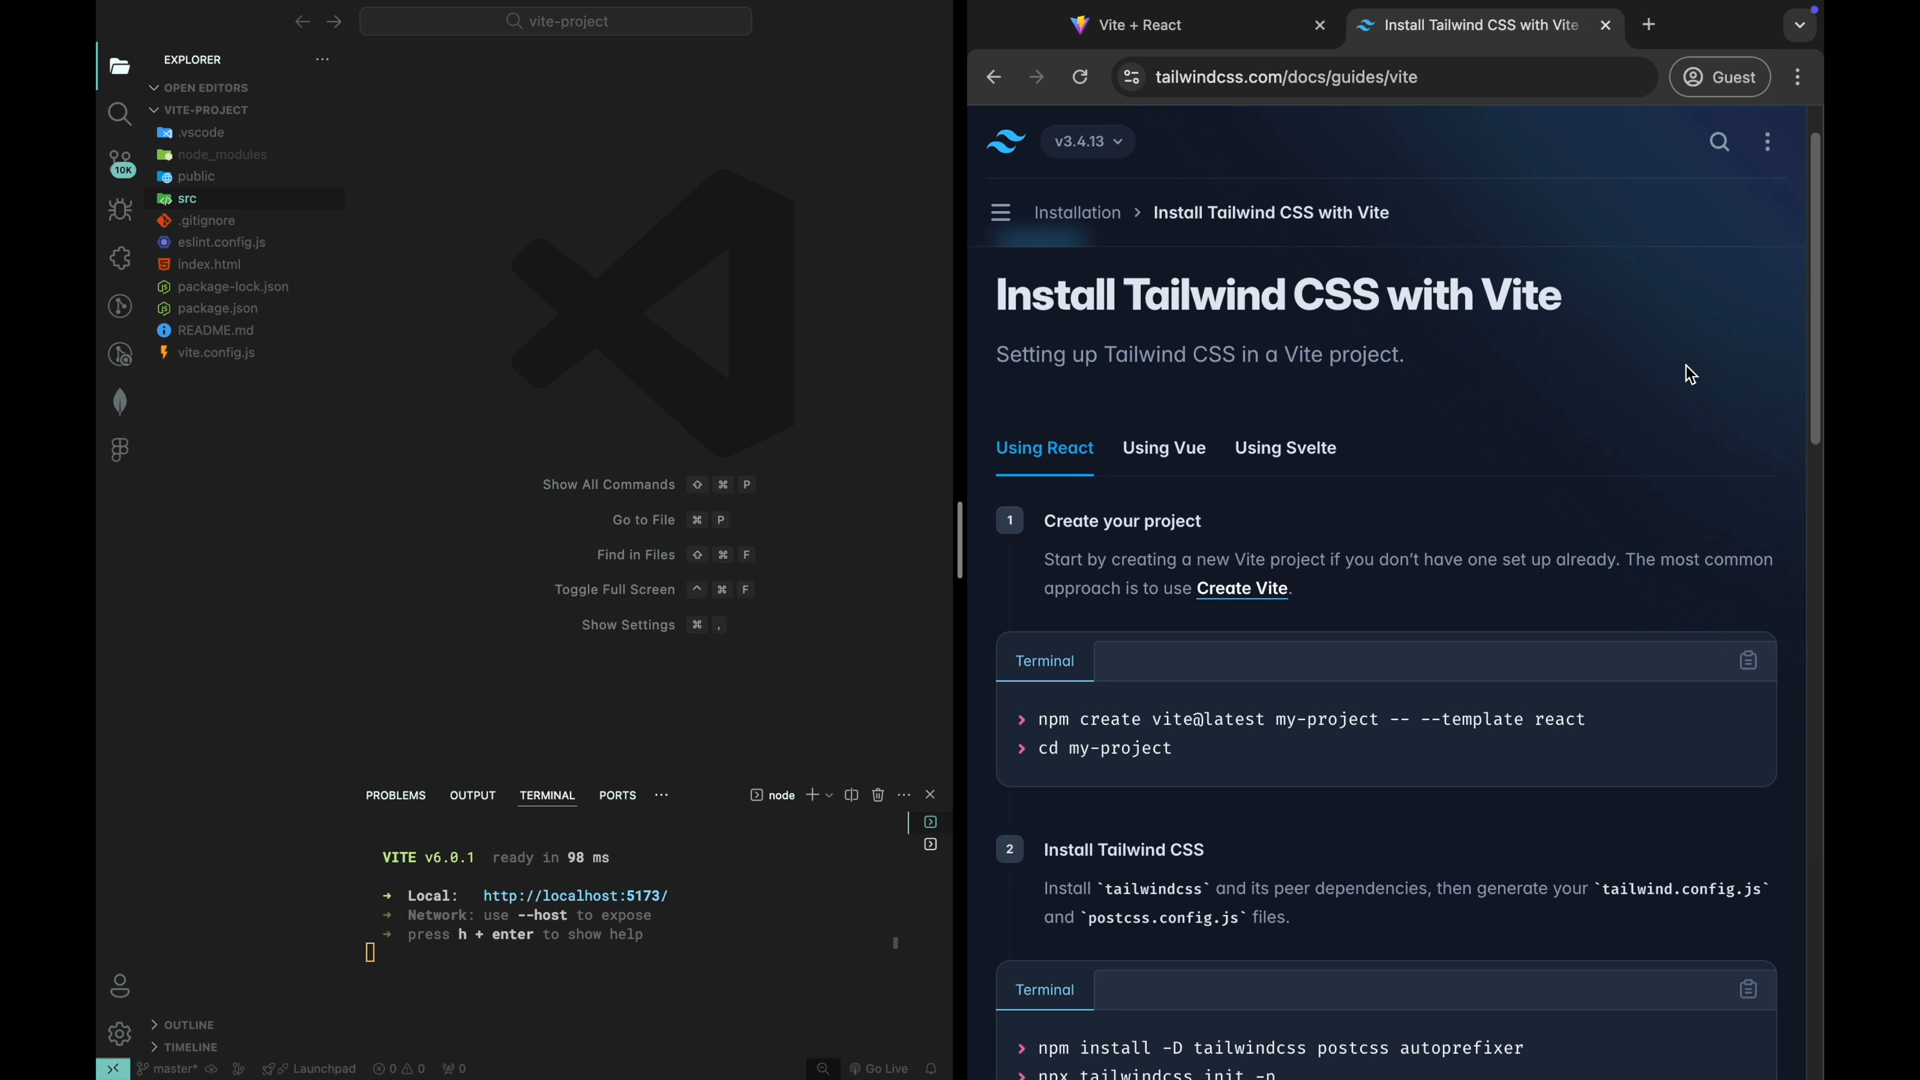 vite-project
EXPLORER
OPEN EDITORS
VITE-PROJECT
.vscode
node_modules
public
src
.gitignore
eslint.config.js
index.html
package-lock.json
package.json
README.md
vite.config.js
10K
OUTLINE
TIMELINE
Show All Commands ⇧ ⌘ P
Go to File ⌘ P
Find in Files ⇧ ⌘ F
Toggle Full Screen ^ ⌘ F
Show Settings ⌘ ,
PROBLEMS OUTPUT TERMINAL PORTS ··· node
VITE v6.0.1 ready in 98 ms
➜ Local: http://localhost:5173/
➜ Network: use --host to expose
➜ press h + enter to show help
master* Launchpad 0 0 0 Go Live
Vite + React
Install Tailwind CSS with Vite
tailwindcss.com/docs/guides/vite
Guest
v3.4.13
Installation › Install Tailwind CSS with Vite
Install Tailwind CSS with Vite
Setting up Tailwind CSS in a Vite project.
Using React Using Vue Using Svelte
1 Create your project
Start by creating a new Vite project if you don’t have one set up already. The most common
approach is to use Create Vite.
Terminal
› npm create vite@latest my-project -- --template react
› cd my-project
2 Install Tailwind CSS
Install `tailwindcss` and its peer dependencies, then generate your `tailwind.config.js`
and `postcss.config.js` files.
Terminal
› npm install -D tailwindcss postcss autoprefixer
› npx tailwindcss init -p